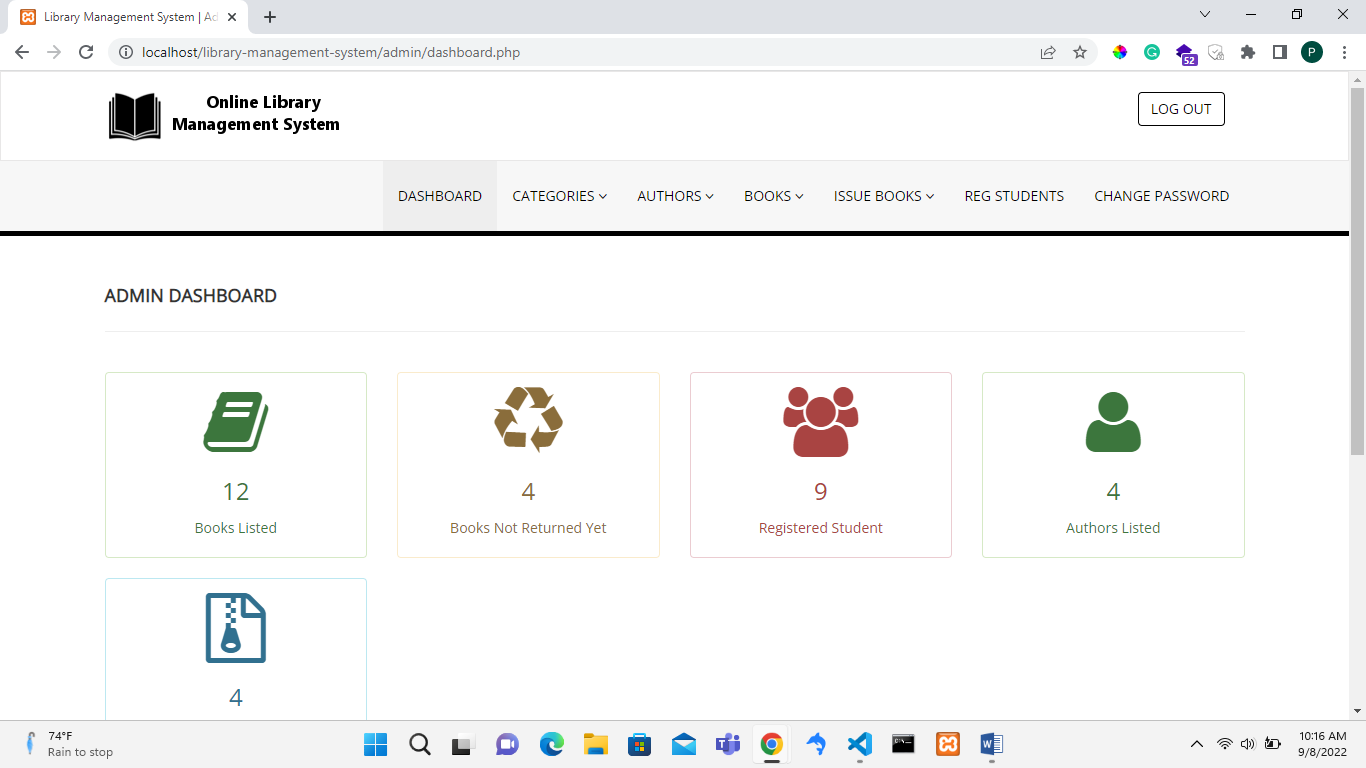 Library Management System | Ad
localhost/library-management-system/admin/dashboard.php
52
P
Online Library
Management System
LOG OUT
DASHBOARD
CATEGORIES
AUTHORS
BOOKS
ISSUE BOOKS
REG STUDENTS
CHANGE PASSWORD
ADMIN DASHBOARD
12
Books Listed
4
Books Not Returned Yet
9
Registered Student
4
Authors Listed
4
74°F
Rain to stop
10:16 AM
9/8/2022